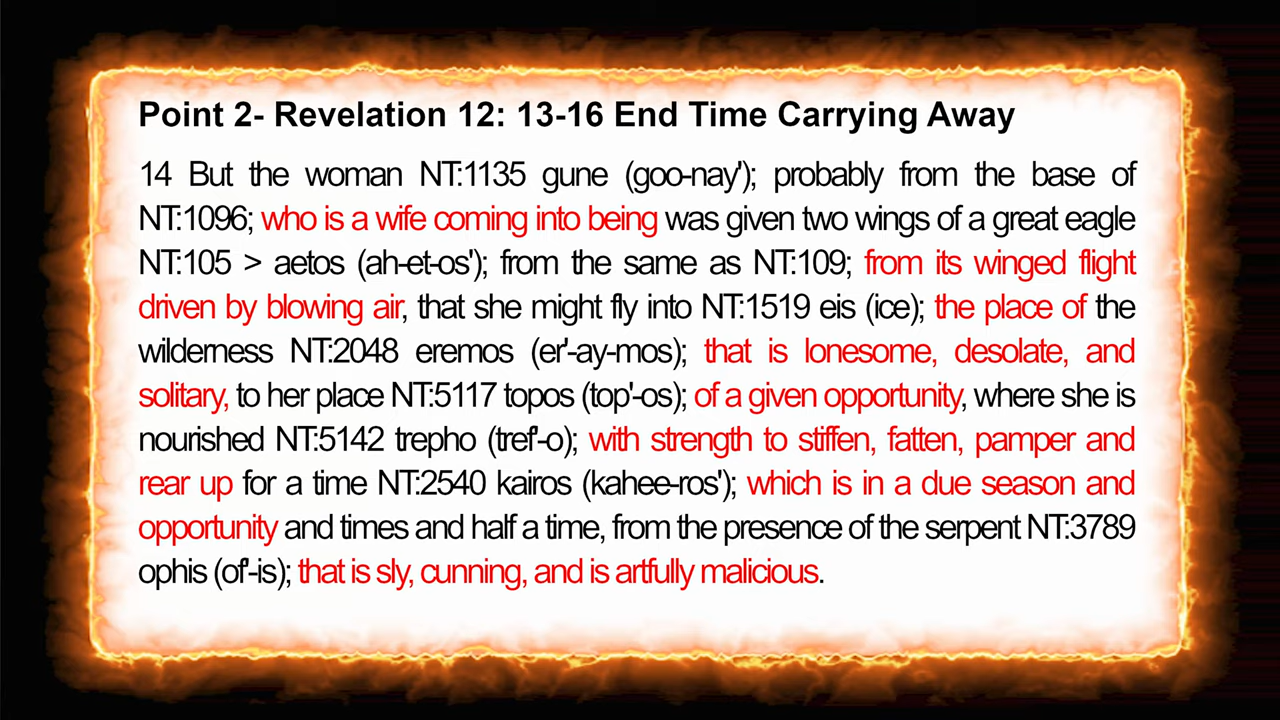 Point 2- Revelation 12: 13-16 End Time Carrying Away
14 But the woman NT:1135 gune (goo-nay'); probably from the base of
NT:1096; who is a wife coming into being was given two wings of a great eagle
NT:105 > aetos (ah-et-os'); from the same as NT:109; from its winged flight
driven by blowing air, that she might fly into NT:1519 eis (ice); the place of the
wilderness NT:2048 eremos (er'-ay-mos); that is lonesome, desolate, and
solitary, to her place NT:5117 topos (top'-os); of a given opportunity, where she is
nourished NT:5142 trepho (tref'-o); with strength to stiffen, fatten, pamper and
rear up for a time NT:2540 kairos (kahee-ros'); which is in a due season and
opportunity and times and half a time, from the presence of the serpent NT:3789
ophis (of'-is); that is sly, cunning, and is artfully malicious.